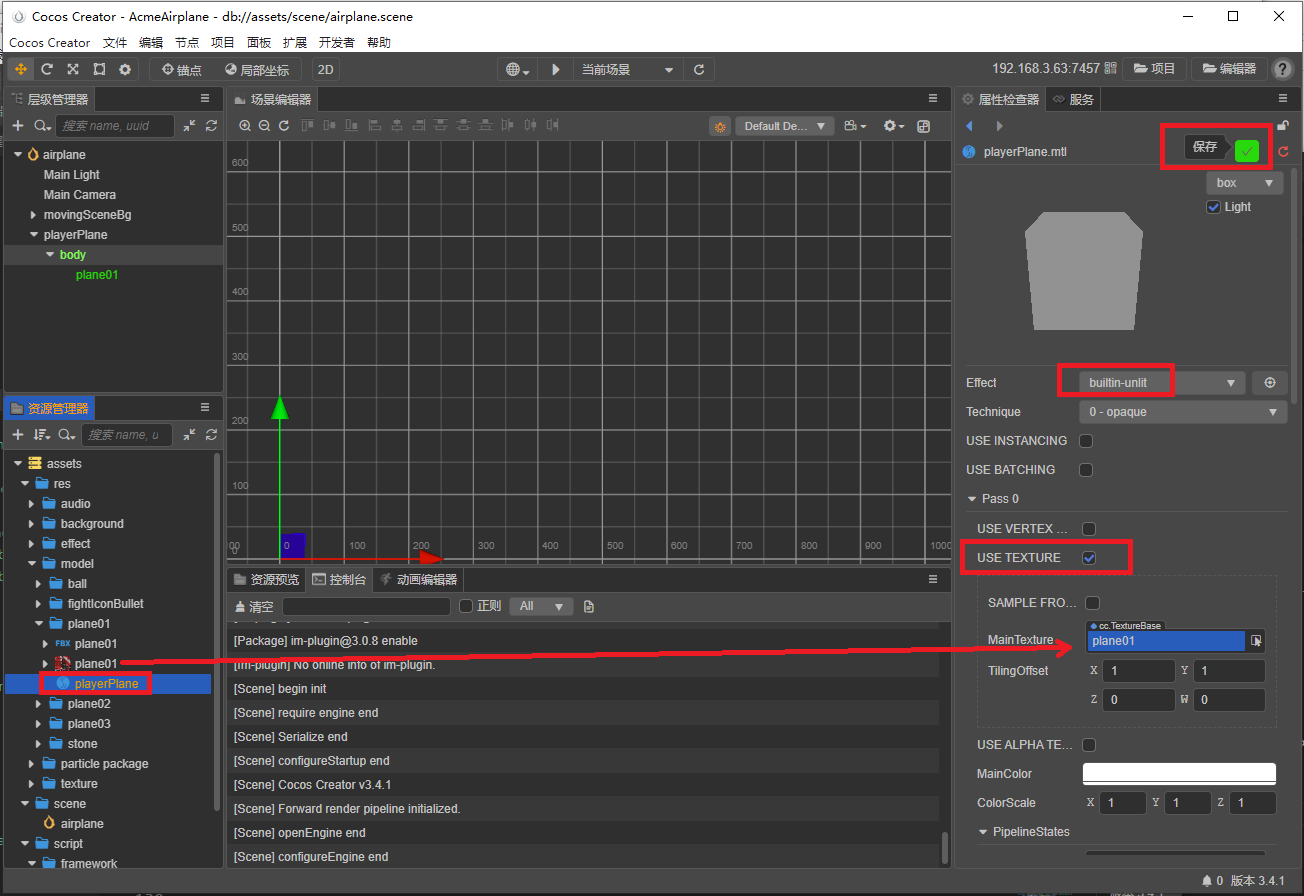 Cocos Creator - AcmeAirplane - db://assets/scene/airplane.scene
Cocos Creator 文件 编辑 节点 项目 面板 扩展 开发者 帮助
锚点 局部坐标 2D 当前场景 192.168.3.63:7457 项目 编辑器 ?
层级管理器
搜索 name, uuid
airplane
Main Light
Main Camera
movingSceneBg
playerPlane
body
plane01
资源管理器
搜索 name, u
assets
res
audio
background
effect
model
ball
fightIconBullet
plane01
FBX plane01
plane01
playerPlane
plane02
plane03
stone
particle package
texture
scene
airplane
script
framework
场景编辑器
Default De...
600
500
400
300
200
100
00 0 100 200 300 400 500 600 700 800 900 1000
0
资源预览 控制台 动画编辑器
清空 正则 All
[Package] im-plugin@3.0.8 enable
[im-plugin] No online info of im-plugin.
[Scene] begin init
[Scene] require engine end
[Scene] Serialize end
[Scene] configureStartup end
[Scene] Cocos Creator v3.4.1
[Scene] Forward render pipeline initialized.
[Scene] openEngine end
[Scene] configureEngine end
属性检查器 服务
playerPlane.mtl 保存
box
Light
Effect builtin-unlit
Technique 0 - opaque
USE INSTANCING
USE BATCHING
Pass 0
USE VERTEX ...
USE TEXTURE
SAMPLE FRO...
cc.TextureBase
MainTexture plane01
TilingOffset X 1 Y 1
Z 0 W 0
USE ALPHA TE...
MainColor
ColorScale X 1 Y 1 Z 1
PipelineStates
0 版本 3.4.1